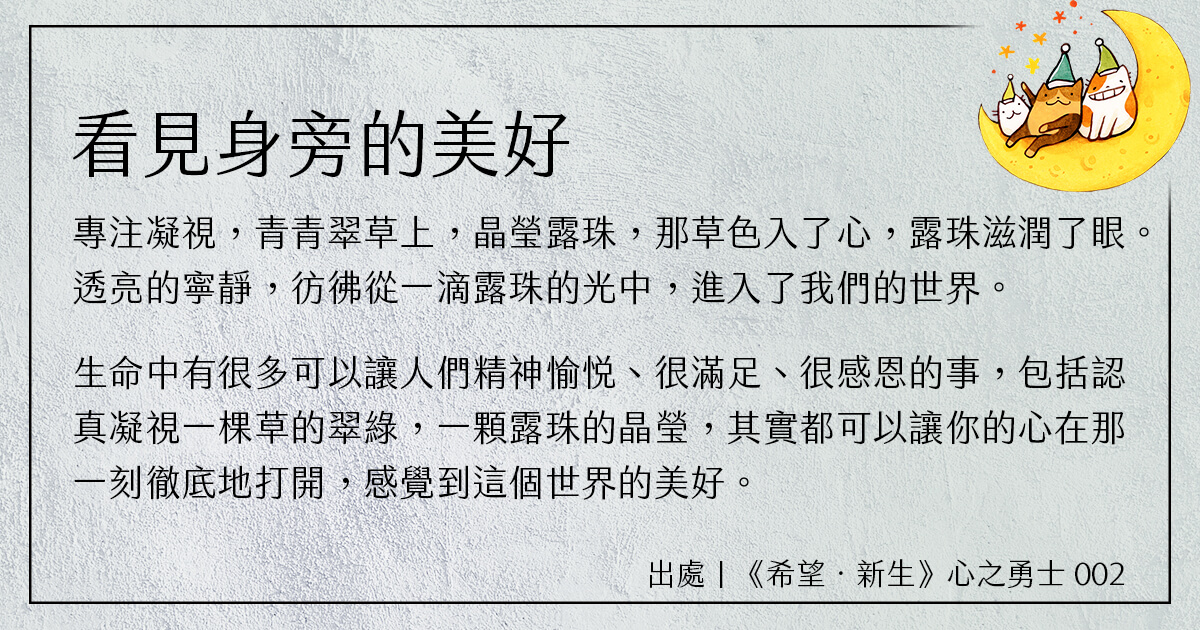 看見身旁的美好
專注凝視，青青翠草上，晶瑩露珠，那草色入了心，露珠滋潤了眼。
透亮的寧靜，彷彿從一滴露珠的光中，進入了我們的世界。
生命中有很多可以讓人們精神愉悅、很滿足、很感恩的事，包括認
真凝視一棵草的翠綠，一顆露珠的晶瑩，其實都可以讓你的心在那
一刻徹底地打開，感覺到這個世界的美好。
出處｜《希望‧新生》心之勇士 002